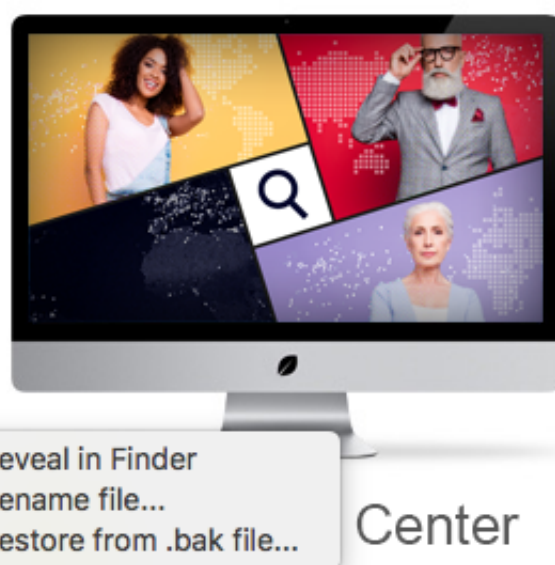 eveal in Finder
ename file...
estore from .bak file...
Center